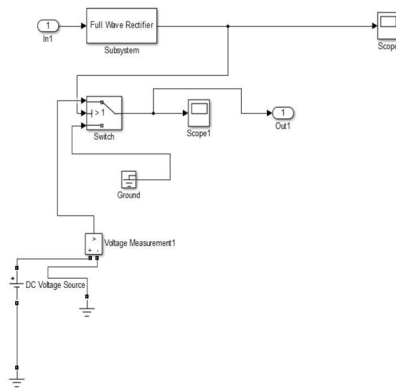 1
In1
Full Wave Rectifier
Subsystem
Scope
> 1
Switch
Scope1
1
Out1
Ground
>
+ -
Voltage Measurement1
+
DC Voltage Source